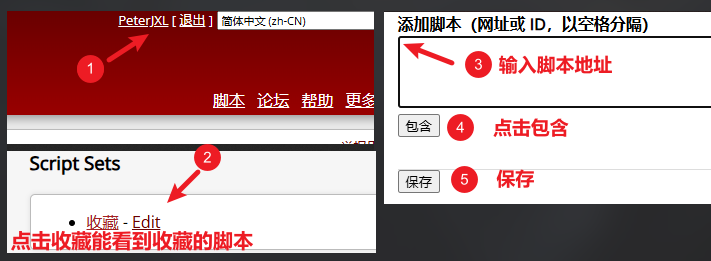 PeterJXL [ 退出 ] 简体中文 (zh-CN)
1
脚本 论坛 帮助 更多
Script Sets
2
收藏 - Edit
点击收藏能看到收藏的脚本
添加脚本（网址或 ID，以空格分隔）
3 输入脚本地址
包含 4 点击包含
保存 5 保存